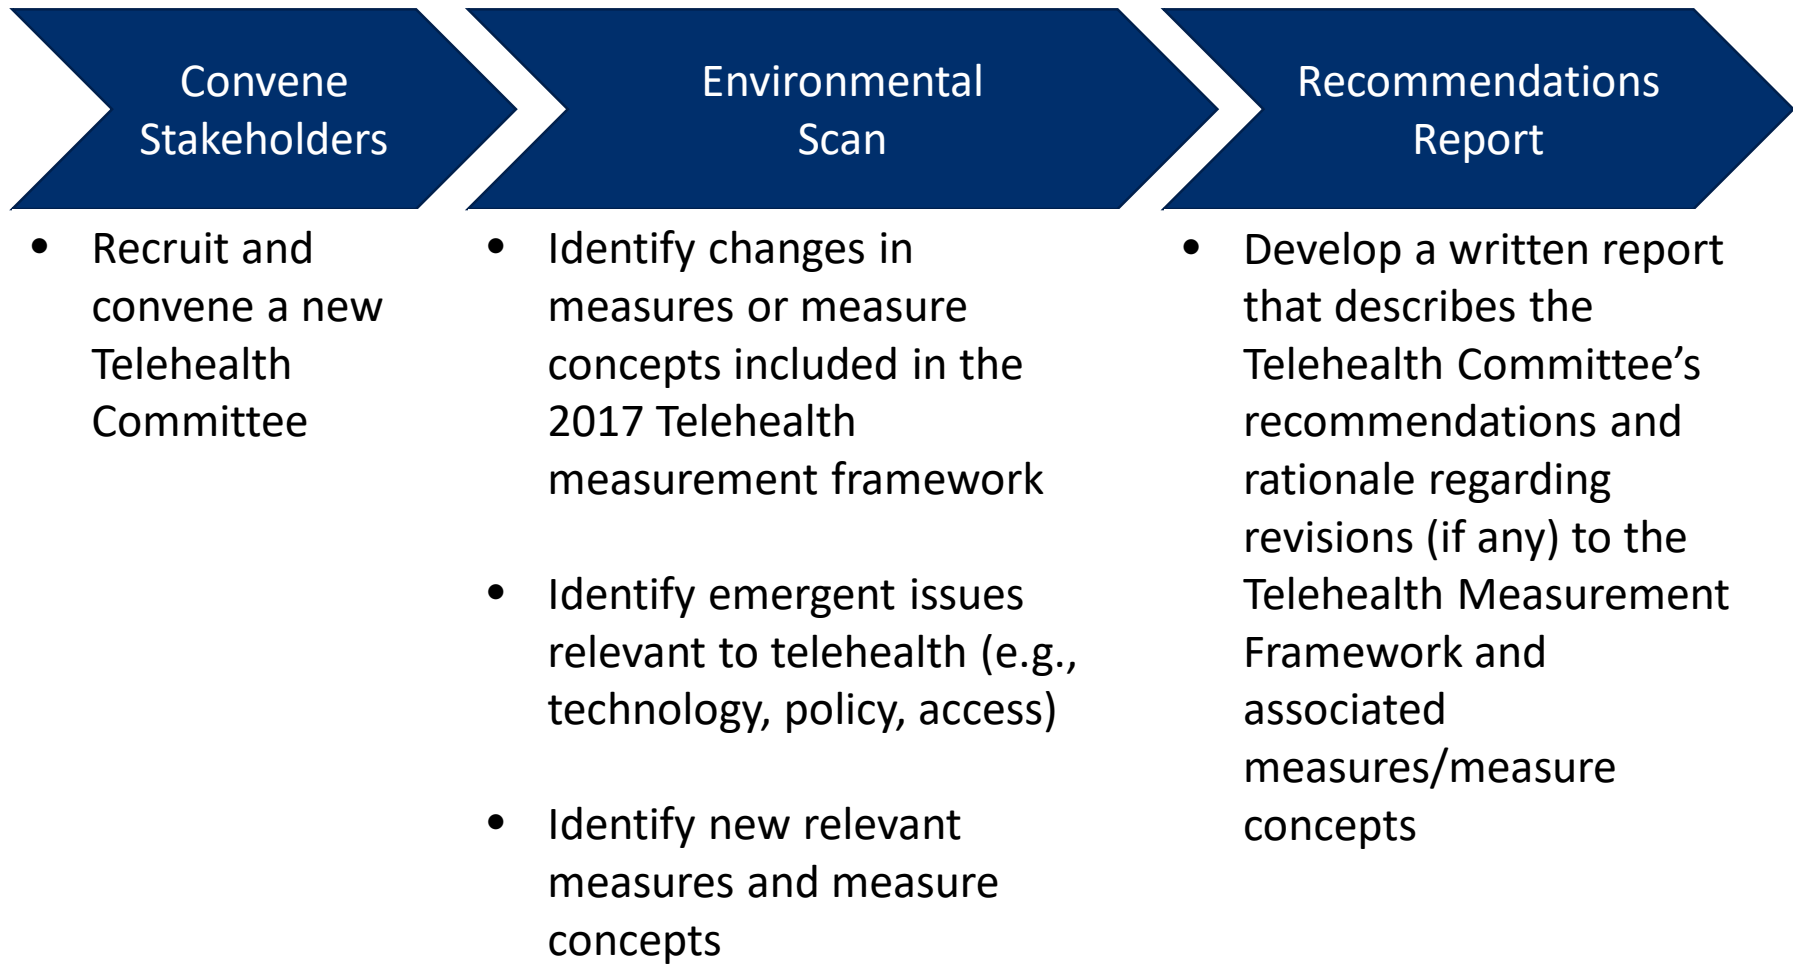 Convene
Stakeholders
• Recruit and
convene a new
Telehealth
Committee
Environmental
Scan
• Identify changes in
measures or measure
concepts included in the
2017 Telehealth
measurement framework
• Identify emergent issues
relevant to telehealth (e.g.,
technology, policy, access)
• Identify new relevant
measures and measure
concepts
Recommendations
Report
• Develop a written report
that describes the
Telehealth Committee’s
recommendations and
rationale regarding
revisions (if any) to the
Telehealth Measurement
Framework and
associated
measures/measure
concepts